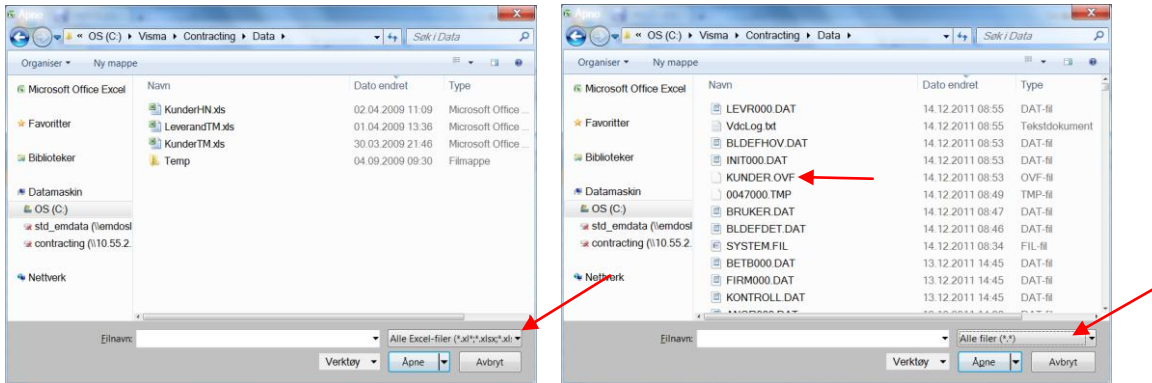 Åpne
« OS (C:) ▸ Visma ▸ Contracting ▸ Data ▸
Søk i Data
Organiser
Ny mappe
Microsoft Office Excel
Favoritter
Biblioteker
Datamaskin
OS (C:)
std_emdata (\\emdosl
contracting (\\10.55.2.
Nettverk
Navn Dato endret Type
KunderHN.xls 02.04.2009 11:09 Microsoft Office ...
LeverandTM.xls 01.04.2009 13:36 Microsoft Office ...
KunderTM.xls 30.03.2009 21:46 Microsoft Office ...
Temp 04.09.2009 09:30 Filmappe
Filnavn:
Alle Excel-filer (*.xl*;*.xlsx;*.xl:
Verktøy Åpne Avbryt
Åpne
« OS (C:) ▸ Visma ▸ Contracting ▸ Data ▸
Søk i Data
Organiser
Ny mappe
Microsoft Office Excel
Favoritter
Biblioteker
Datamaskin
OS (C:)
std_emdata (\\emdosl
contracting (\\10.55.2.
Nettverk
Navn Dato endret Type
LEVR000.DAT 14.12.2011 08:55 DAT-fil
VdcLog.txt 14.12.2011 08:55 Tekstdokument
BLDEFHOV.DAT 14.12.2011 08:53 DAT-fil
INIT000.DAT 14.12.2011 08:53 DAT-fil
KUNDER.OVF 14.12.2011 08:53 OVF-fil
0047000.TMP 14.12.2011 08:49 TMP-fil
BRUKER.DAT 14.12.2011 08:47 DAT-fil
BLDEFDET.DAT 14.12.2011 08:46 DAT-fil
SYSTEM.FIL 14.12.2011 08:34 FIL-fil
BETB000.DAT 13.12.2011 14:45 DAT-fil
FIRM000.DAT 13.12.2011 14:45 DAT-fil
KONTROLL.DAT 13.12.2011 14:45 DAT-fil
Filnavn:
Alle filer (*.*)
Verktøy Åpne Avbryt